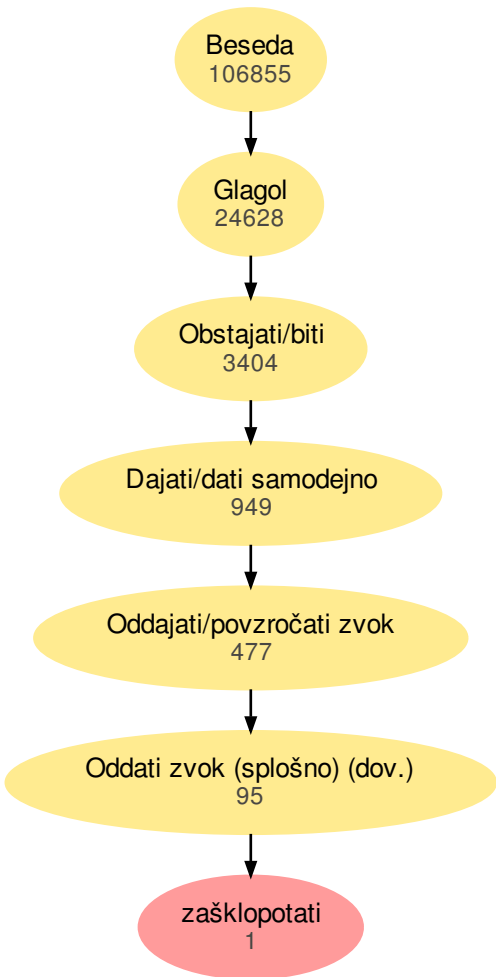 Beseda
106855
Glagol
24628
Obstajati/biti
3404
Dajati/dati samodejno
949
Oddajati/povzročati zvok
477
Oddati zvok (splošno) (dov.)
95
zašklopotati
1